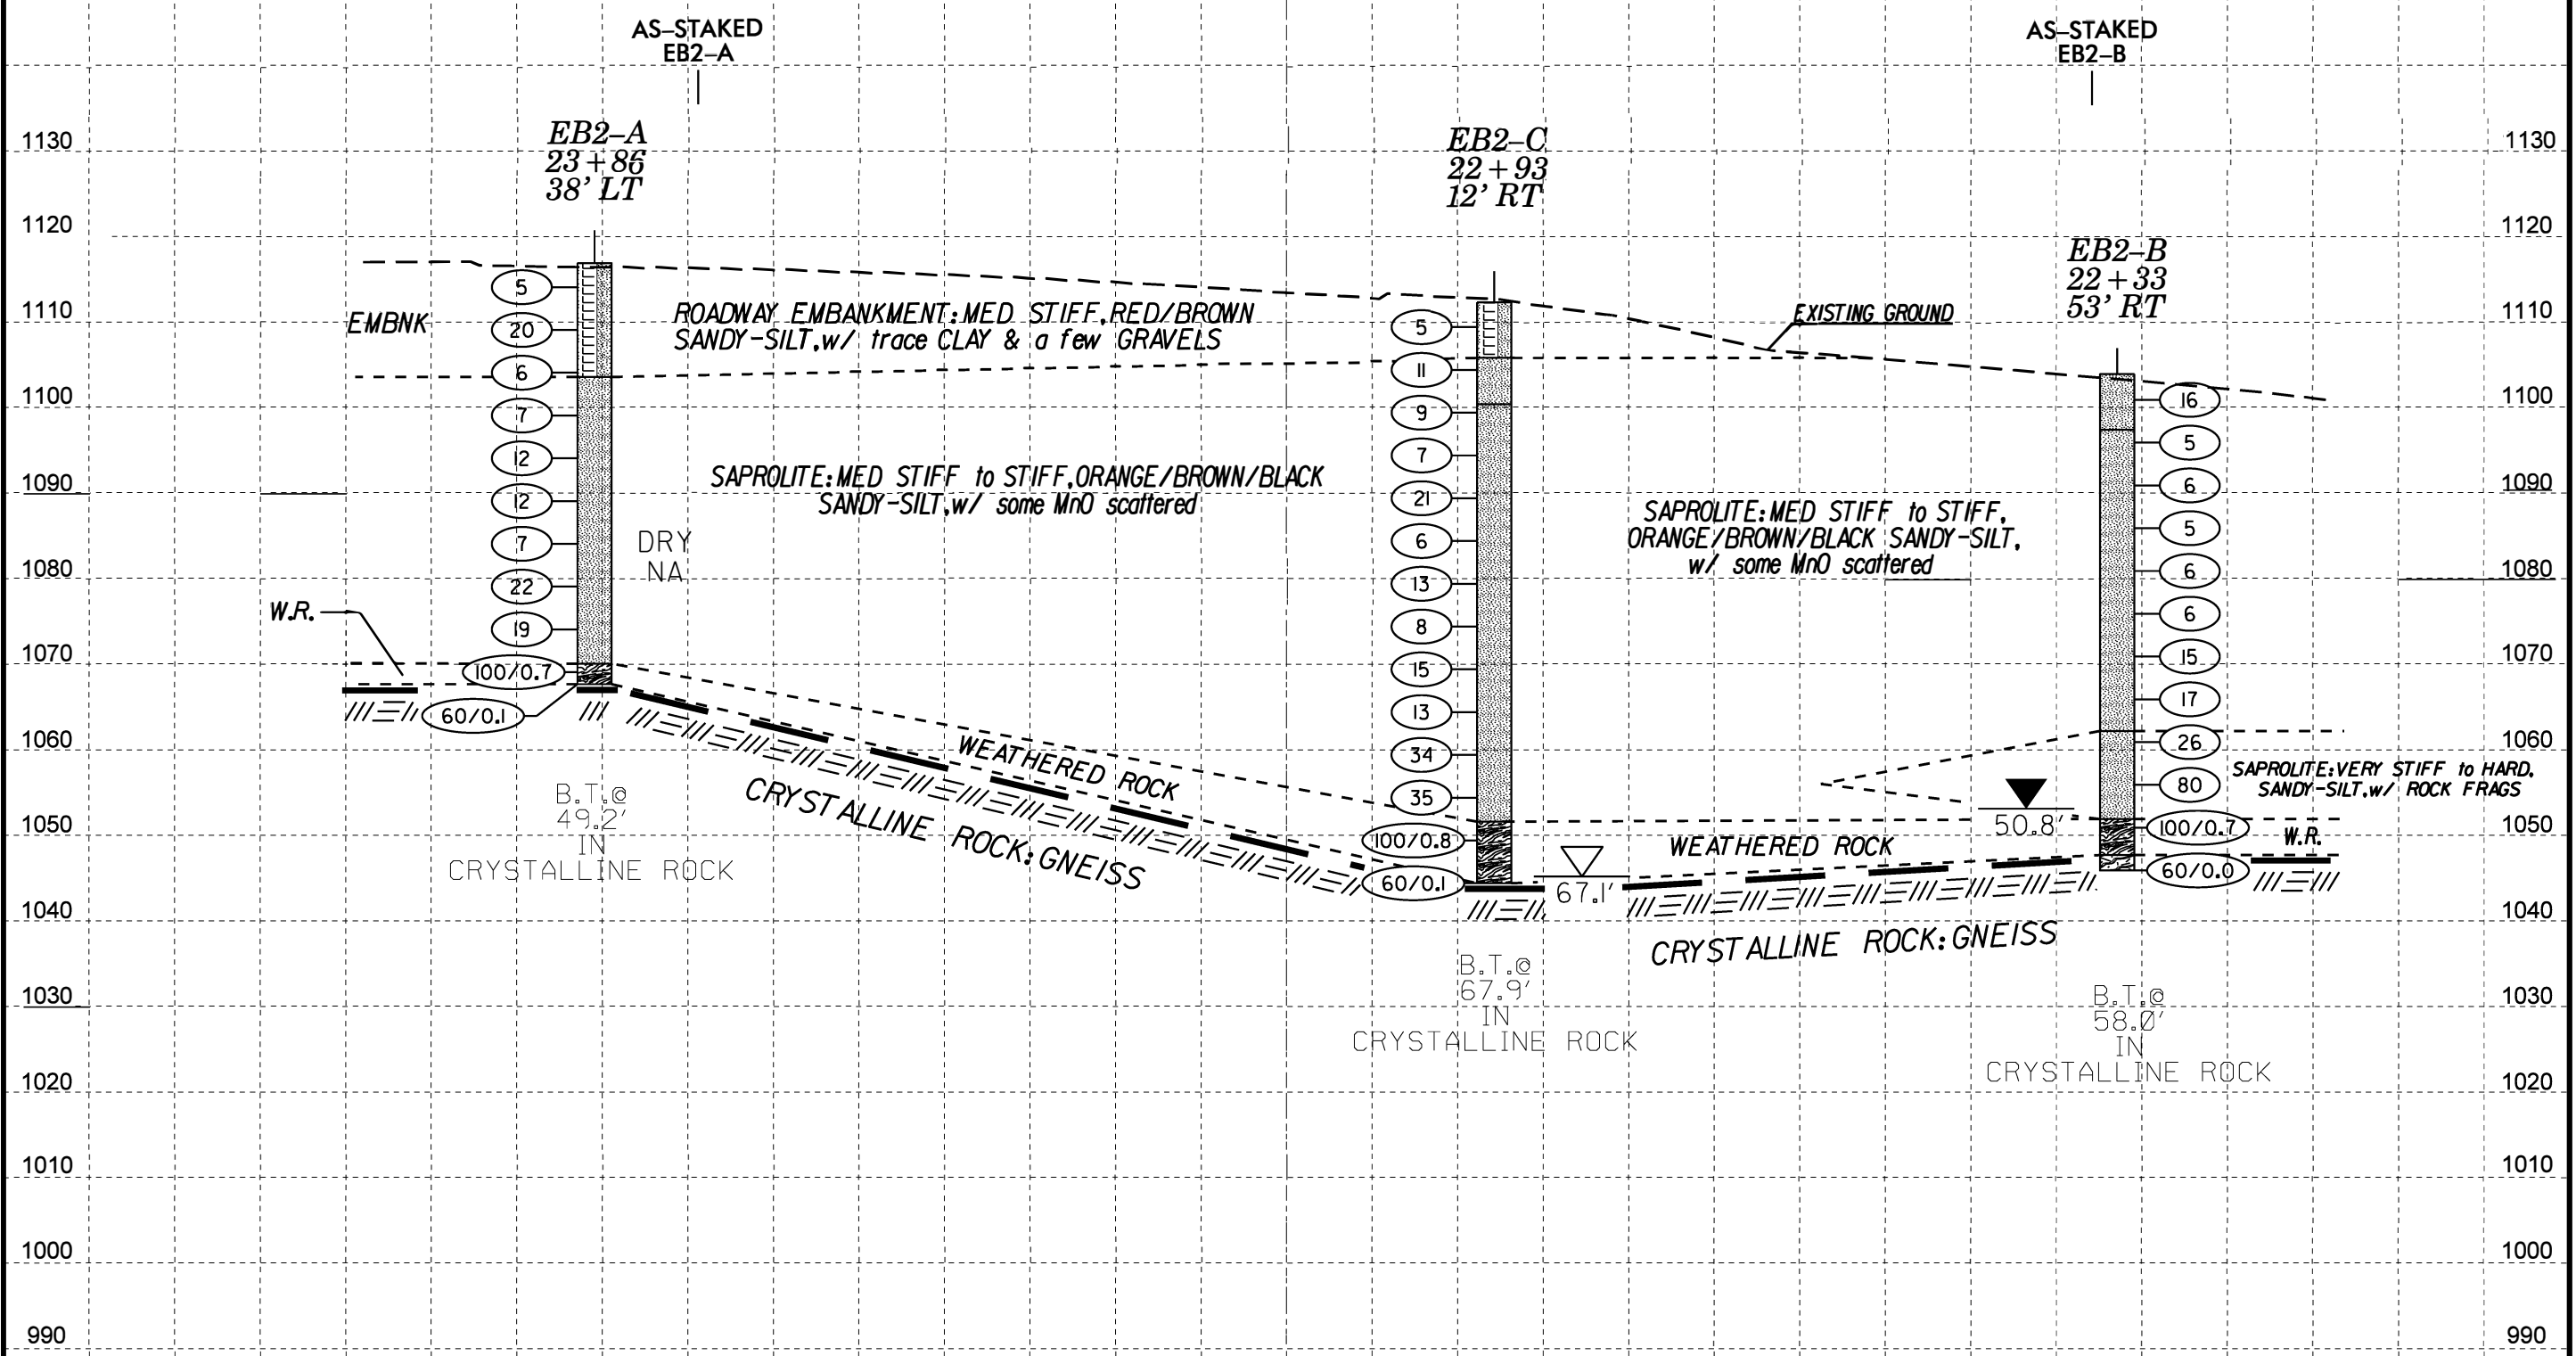 AS-STAKED
EB2-A
AS-STAKED
EB2-B
EB2-A
23+86
38' LT
EB2-C
22+93
12' RT
EB2-B
22+33
53' RT
1130
1120
1110
1100
1090
1080
1070
1060
1050
1040
1030
1020
1010
1000
990
1130
1120
1110
1100
1090
1080
1070
1060
1050
1040
1030
1020
1010
1000
990
EMBNK
ROADWAY EMBANKMENT: MED STIFF, RED/BROWN
SANDY-SILT, w/ trace CLAY & a few GRAVELS
EXISTING GROUND
5
20
6
7
12
12
7
22
19
100/0.7
60/0.1
SAPROLITE: MED STIFF to STIFF, ORANGE/BROWN/BLACK
SANDY-SILT, w/ some MnO scattered
DRY
NA
W.R.
5
11
9
7
21
6
13
8
15
13
34
35
100/0.8
60/0.1
SAPROLITE: MED STIFF to STIFF,
ORANGE/BROWN/BLACK SANDY-SILT,
w/ some MnO scattered
16
5
6
5
6
6
15
17
26
80
100/0.7
60/0.0
SAPROLITE: VERY STIFF to HARD,
SANDY-SILT, w/ ROCK FRAGS
W.R.
WEATHERED ROCK
CRYSTALLINE ROCK: GNEISS
WEATHERED ROCK
50.8'
67.1'
CRYSTALLINE ROCK: GNEISS
B.T.@
49.2'
IN
CRYSTALLINE ROCK
B.T.@
67.9'
IN
CRYSTALLINE ROCK
B.T.@
58.0'
IN
CRYSTALLINE ROCK